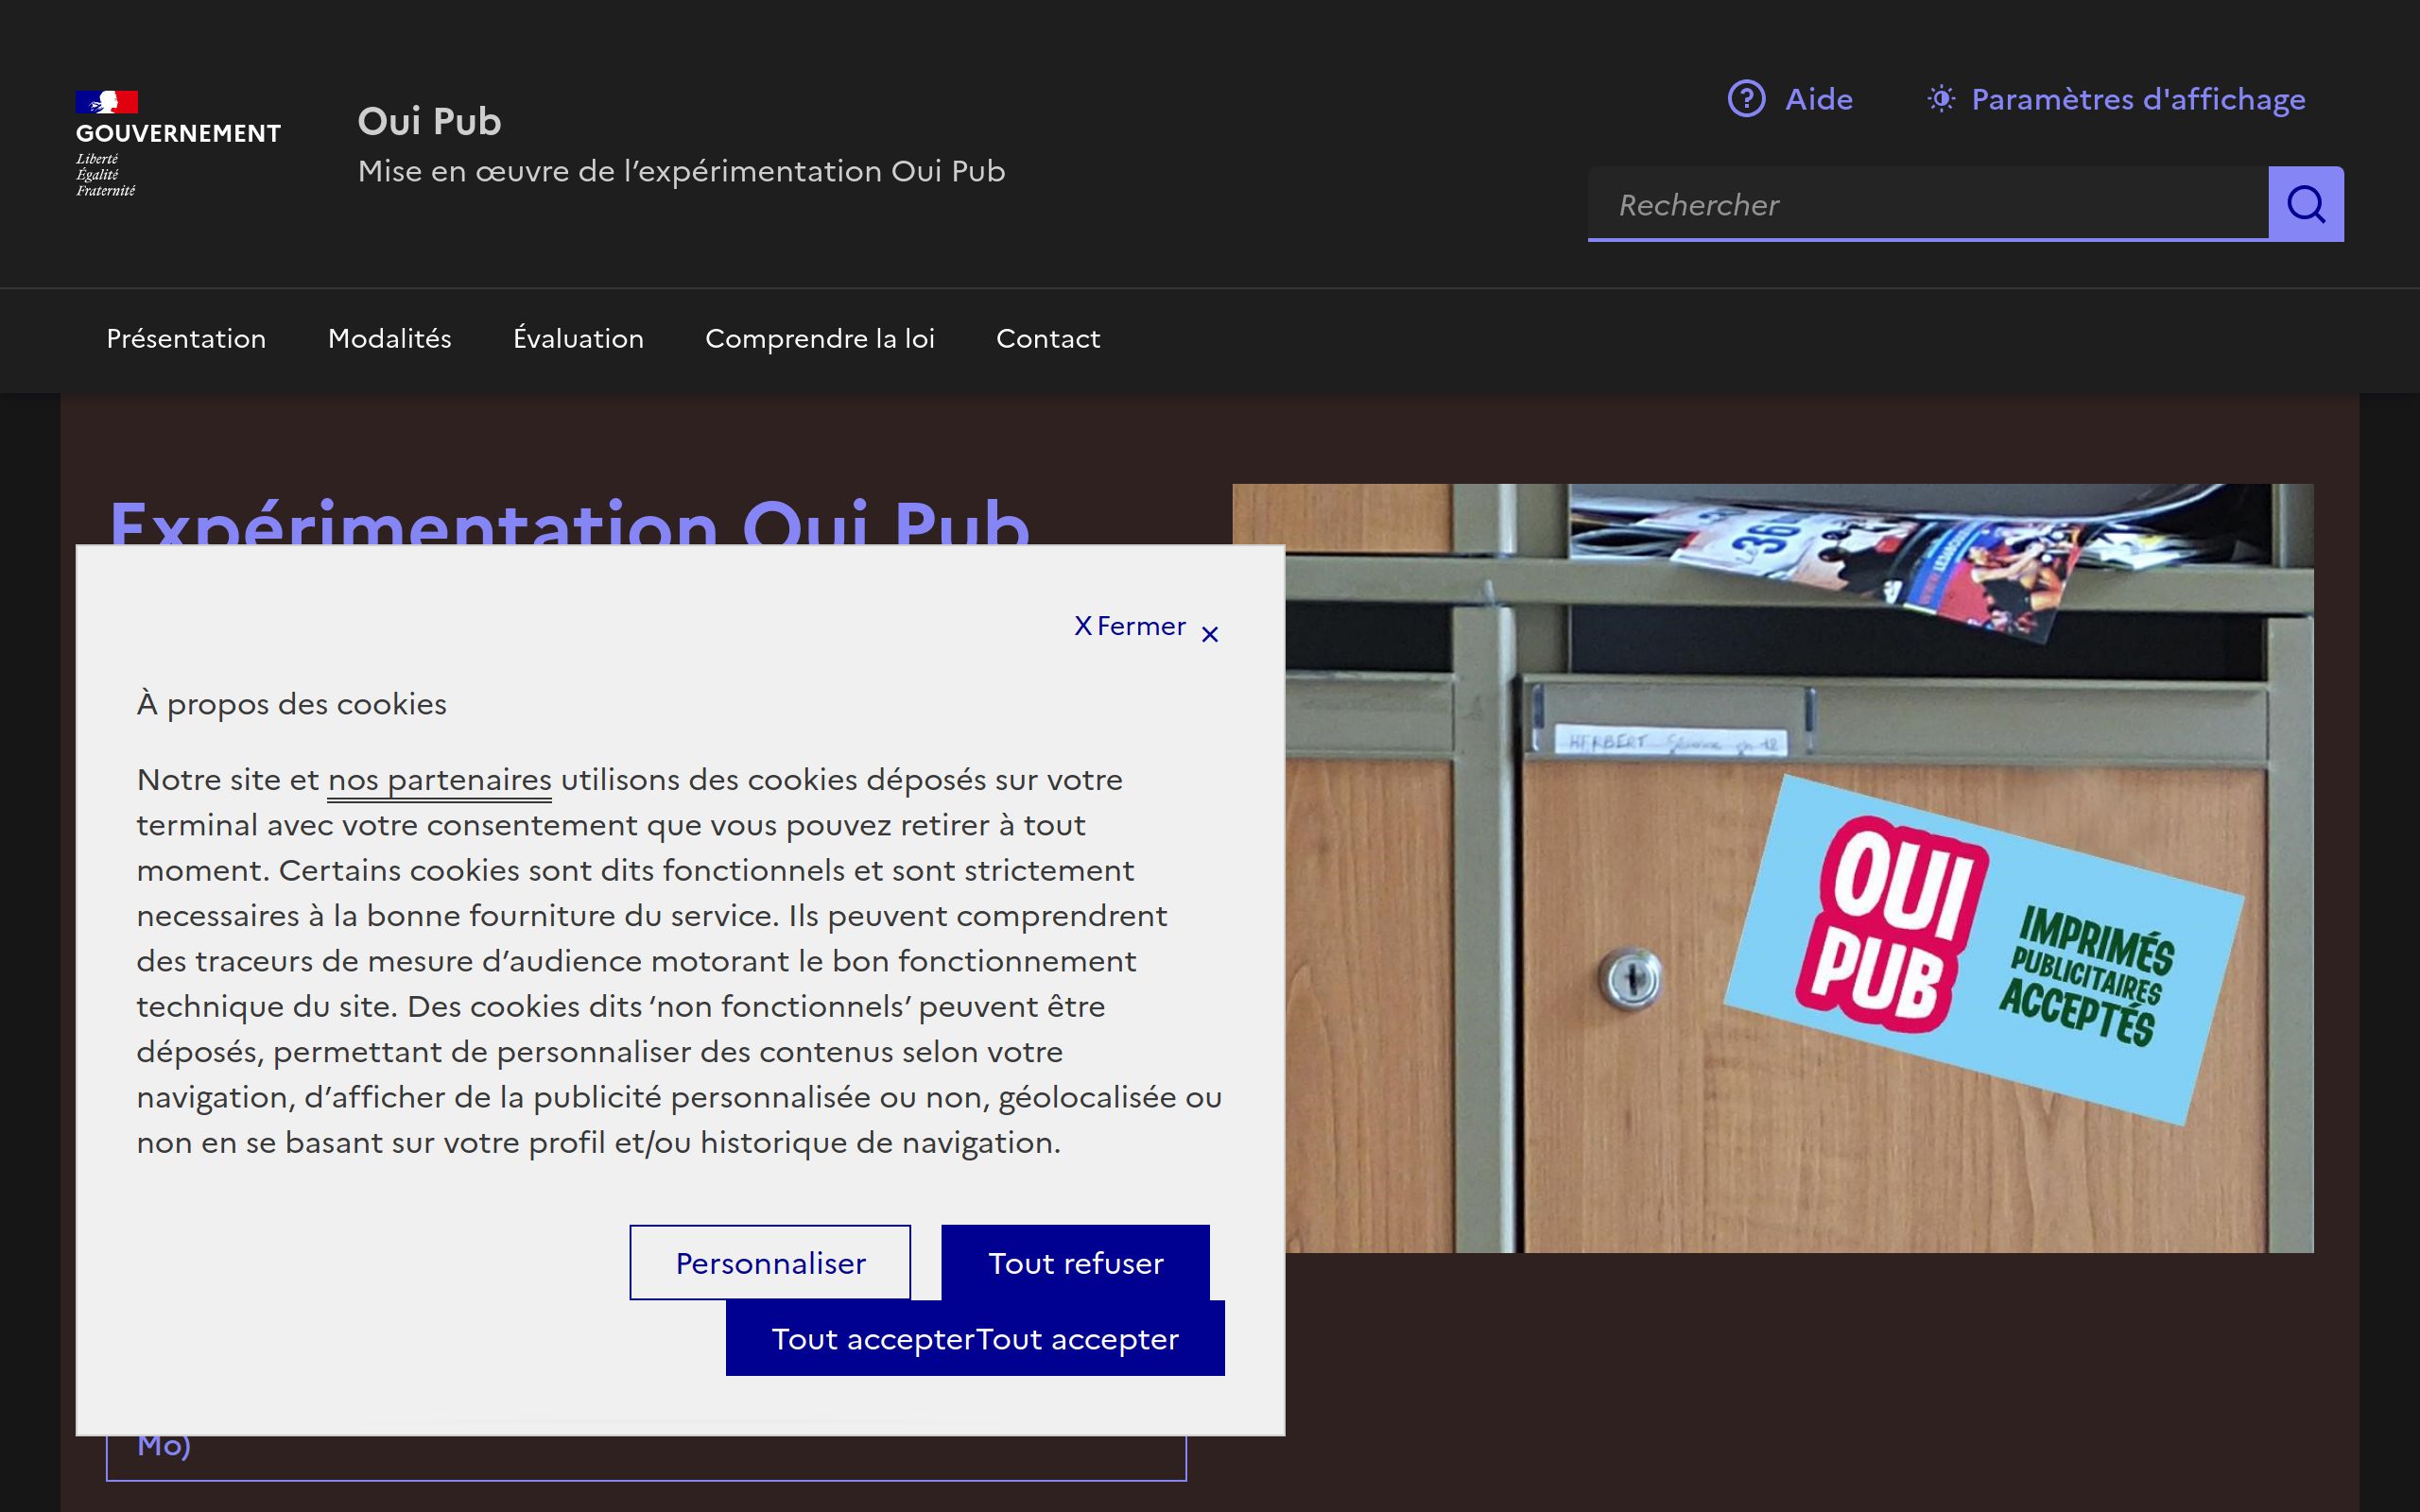 GOUVERNEMENT
Liberté
Égalité
Fraternité
Oui Pub
Mise en œuvre de l’expérimentation Oui Pub
Aide
Paramètres d'affichage
Rechercher
Présentation
Modalités
Évaluation
Comprendre la loi
Contact
Expérimentation Oui Pub
X Fermer
À propos des cookies
Notre site et nos partenaires utilisons des cookies déposés sur votre
terminal avec votre consentement que vous pouvez retirer à tout
moment. Certains cookies sont dits fonctionnels et sont strictement
necessaires à la bonne fourniture du service. Ils peuvent comprendrent
des traceurs de mesure d’audience motorant le bon fonctionnement
technique du site. Des cookies dits ‘non fonctionnels’ peuvent être
déposés, permettant de personnaliser des contenus selon votre
navigation, d’afficher de la publicité personnalisée ou non, géolocalisée ou
non en se basant sur votre profil et/ou historique de navigation.
Personnaliser
Tout refuser
Tout accepterTout accepter
Mo)
HERBERT
OUI
PUB
IMPRIMÉS
PUBLICITAIRES
ACCEPTÉS